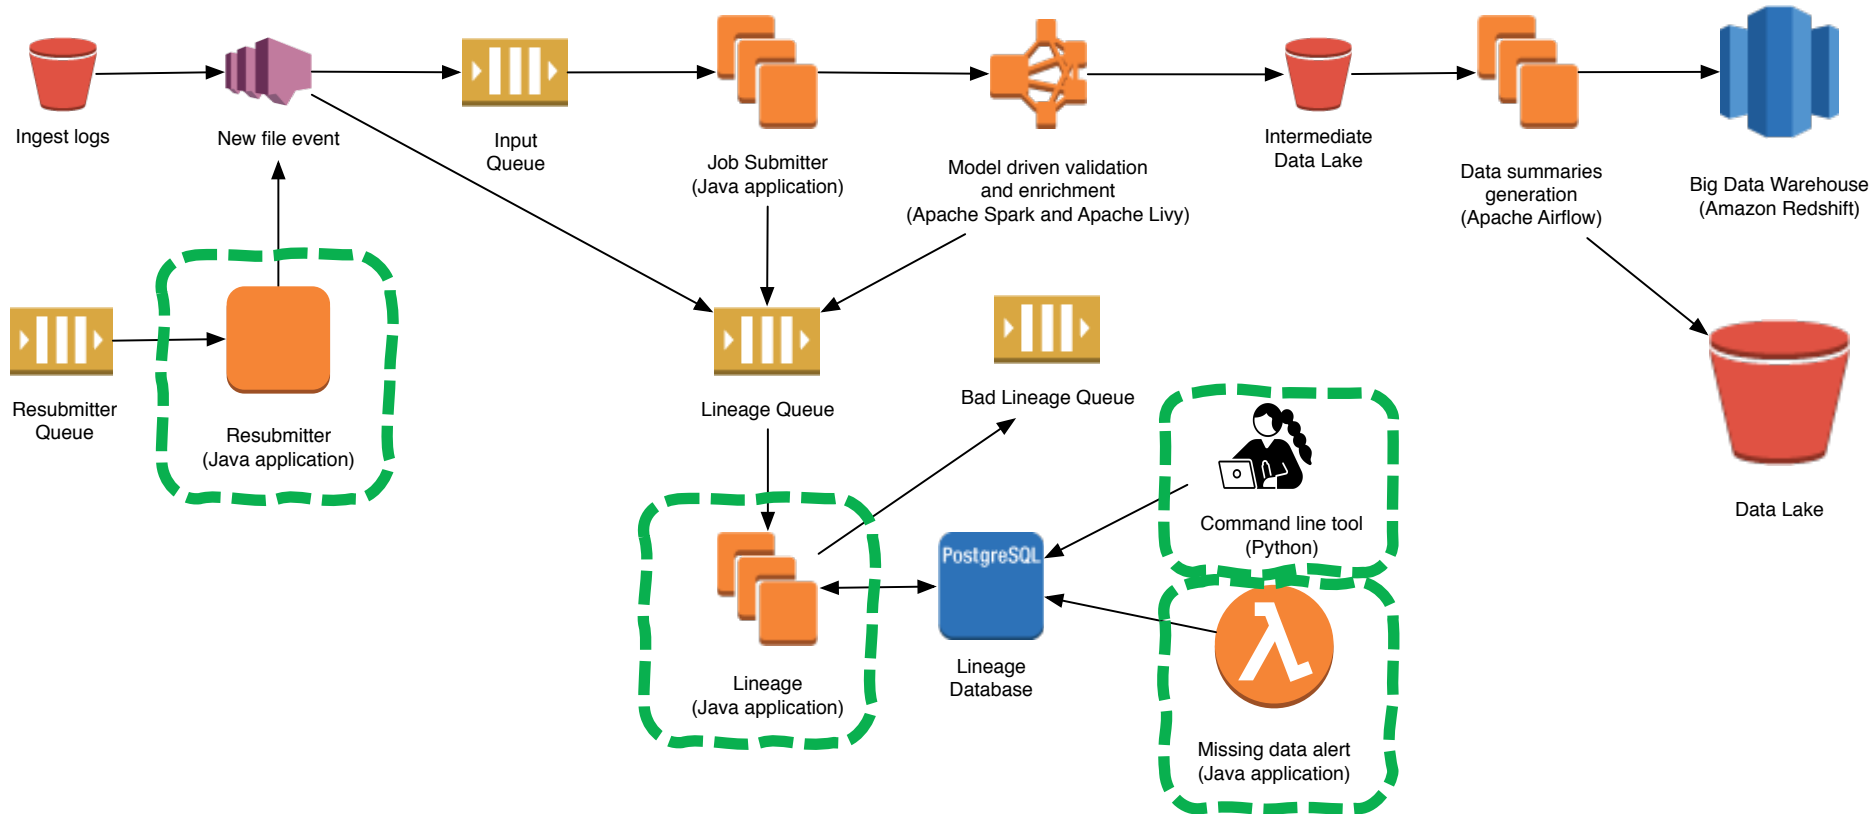 Ingest logs
New file event
Input
Queue
Job Submitter
(Java application)
Model driven validation
and enrichment
(Apache Spark and Apache Livy)
Intermediate
Data Lake
Data summaries
generation
(Apache Airflow)
Big Data Warehouse
(Amazon Redshift)
Resubmitter
Queue
Resubmitter
(Java application)
Lineage Queue
Bad Lineage Queue
Command line tool
(Python)
Data Lake
PostgreSQL
Lineage
(Java application)
Lineage
Database
Missing data alert
(Java application)